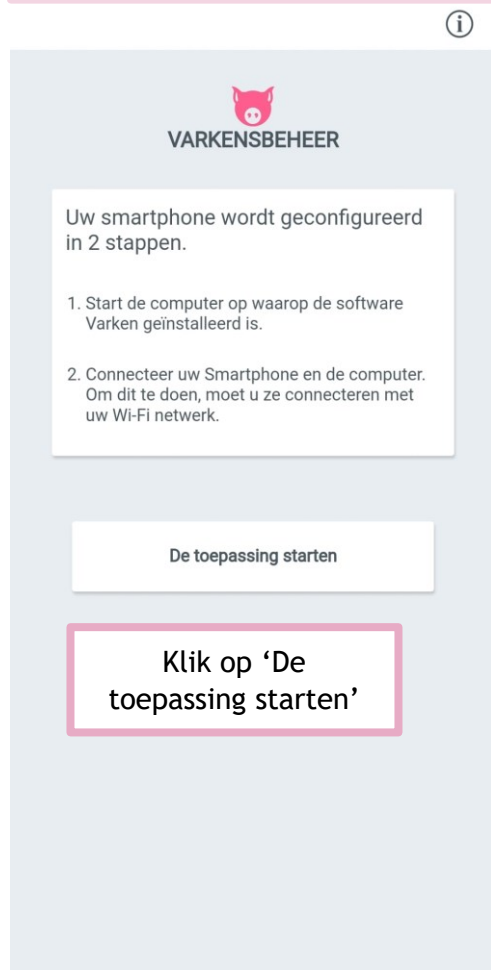 VARKENSBEHEER
Uw smartphone wordt geconfigureerd
in 2 stappen.
1. Start de computer op waarop de software
Varken geïnstalleerd is.
2. Connecteer uw Smartphone en de computer.
Om dit te doen, moet u ze connecteren met
uw Wi-Fi netwerk.
De toepassing starten
Klik op ‘De
toepassing starten’